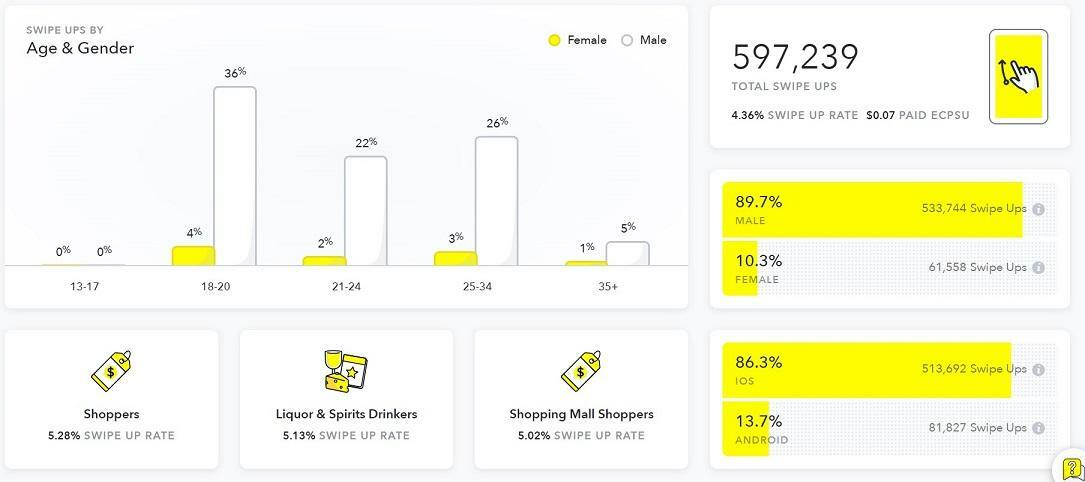 SWIPE UPS BY
Age & Gender
Female Male
0% 0%
4% 36%
2% 22%
3% 26%
1% 5%
13-17 18-20 21-24 25-34 35+
597,239
TOTAL SWIPE UPS
4.36% SWIPE UP RATE $0.07 PAID ECPSU
89.7%
MALE
533,744 Swipe Ups i
10.3%
FEMALE
61,558 Swipe Ups i
$
Shoppers
5.28% SWIPE UP RATE
Liquor & Spirits Drinkers
5.13% SWIPE UP RATE
$
Shopping Mall Shoppers
5.02% SWIPE UP RATE
86.3%
IOS
513,692 Swipe Ups i
13.7%
ANDROID
81,827 Swipe Ups i
?